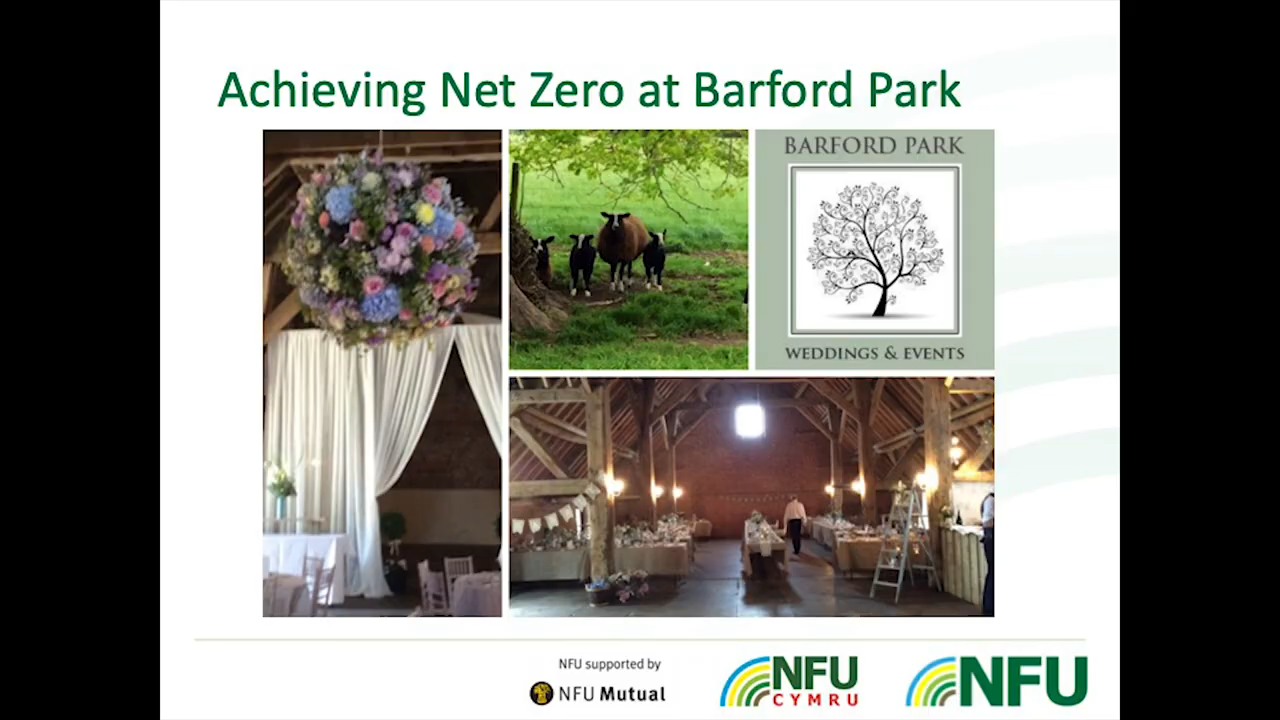 Achieving Net Zero at Barford Park
BARFORD PARK
WEDDINGS & EVENTS
NFU supported by
NFU Mutual
NFU
CYMRU
NFU